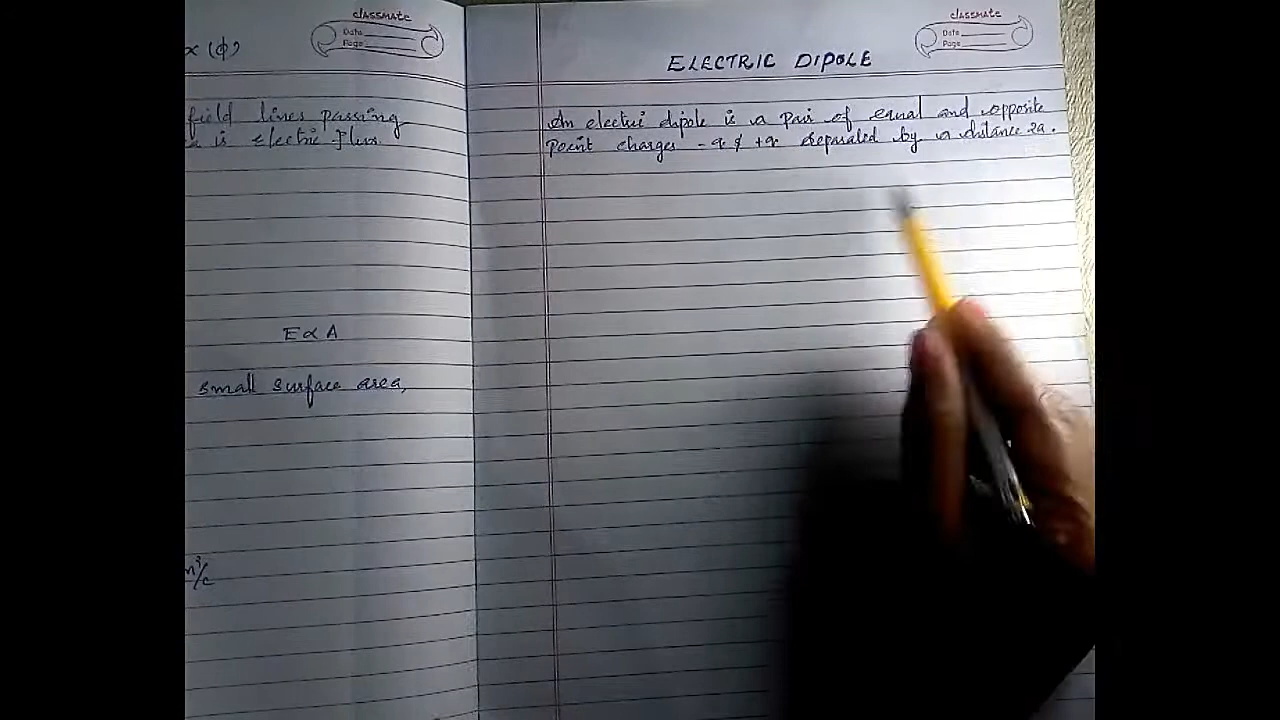 classmate
Date
Page
x (ϕ)
field lines passing
is electric flux.
E ∝ A
small surface area,
m²/c
classmate
Date
Page
ELECTRIC DIPOLE
An electric dipole is a pair of equal and opposite
point charges -q & +q separated by a distance 2a.